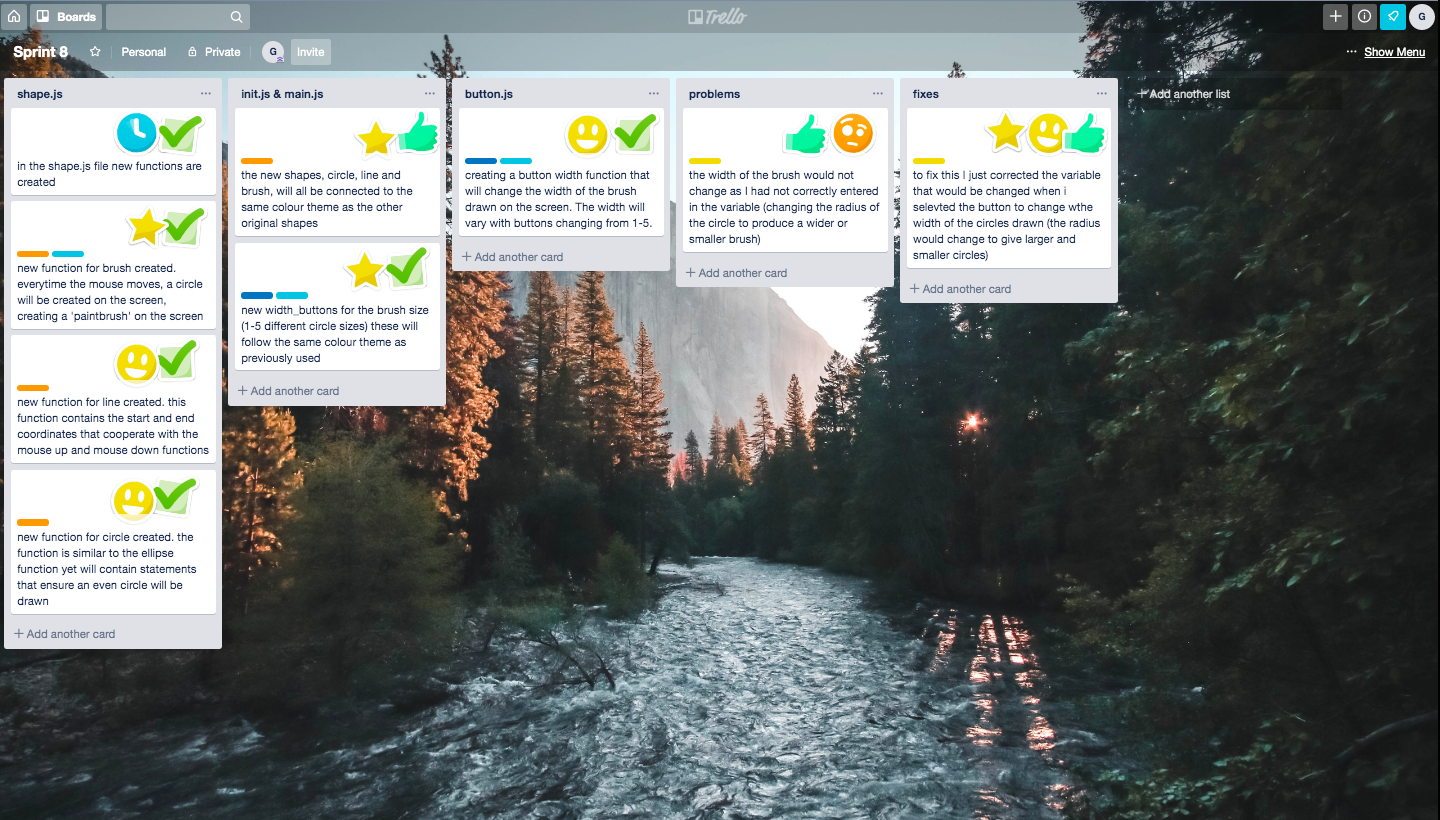 Boards
Trello
G
Sprint 8
Personal
Private
G
Invite
... Show Menu
shape.js
in the shape.js file new functions are
created
new function for brush created.
everytime the mouse moves, a circle
will be created on the screen,
creating a 'paintbrush' on the screen
new function for line created. this
function contains the start and end
coordinates that cooperate with the
mouse up and mouse down functions
new function for circle created. the
function is similar to the ellipse
function yet will contain statements
that ensure an even circle will be
drawn
+ Add another card
init.js & main.js
the new shapes, circle, line and
brush, will all be connected to the
same colour theme as the other
original shapes
new width_buttons for the brush size
(1-5 different circle sizes) these will
follow the same colour theme as
previously used
+ Add another card
button.js
creating a button width function that
will change the width of the brush
drawn on the screen. The width will
vary with buttons changing from 1-5.
+ Add another card
problems
the width of the brush would not
change as I had not correctly entered
in the variable (changing the radius of
the circle to produce a wider or
smaller brush)
+ Add another card
fixes
to fix this I just corrected the variable
that would be changed when i
selevted the button to change wthe
width of the circles drawn (the radius
would change to give larger and
smaller circles)
+ Add another card
+ Add another list